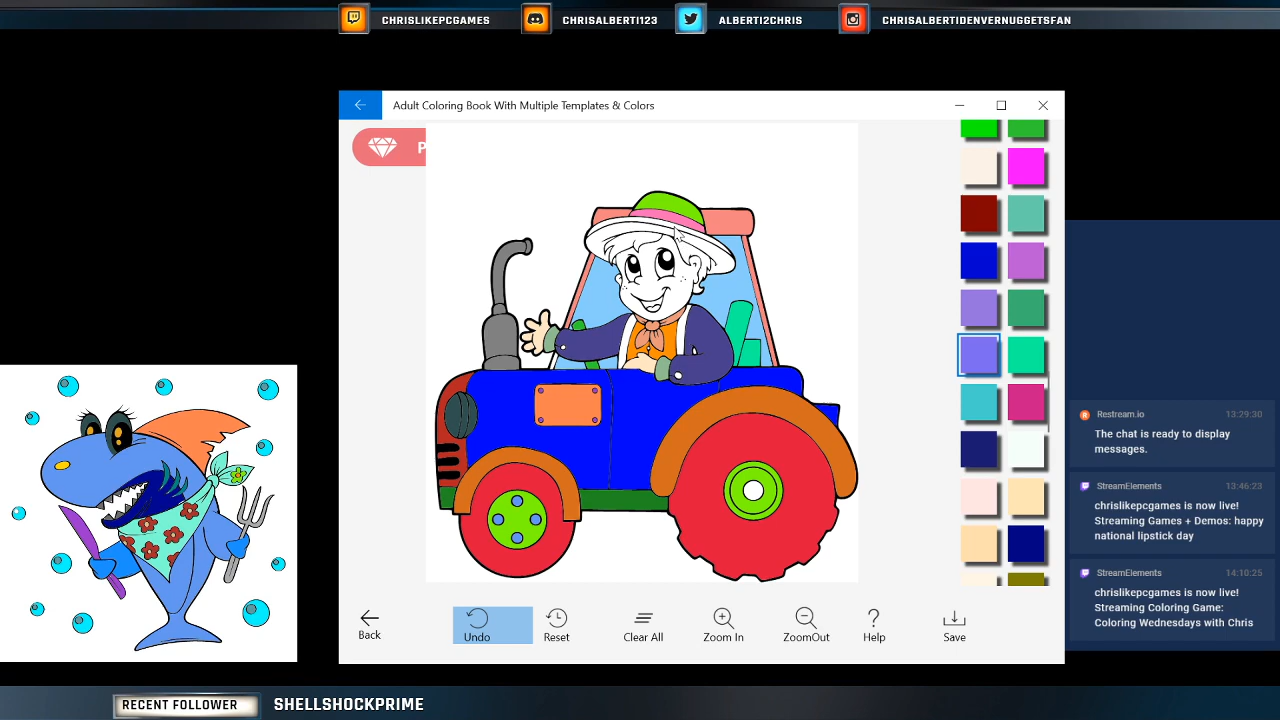 CHRISLIKEPCGAMES
CHRISALBERTI123
ALBERTI2CHRIS
CHRISALBERTIDENVERNUGGETSFAN
Adult Coloring Book With Multiple Templates & Colors
P
Restream.io 13:29:30
The chat is ready to display
messages.
StreamElements 13:46:23
chrislikepcgames is now live!
Streaming Games + Demos: happy
national lipstick day
StreamElements 14:10:25
chrislikepcgames is now live!
Streaming Coloring Game:
Coloring Wednesdays with Chris
Back
Undo
Reset
Clear All
Zoom In
ZoomOut
Help
Save
RECENT FOLLOWER
SHELLSHOCKPRIME